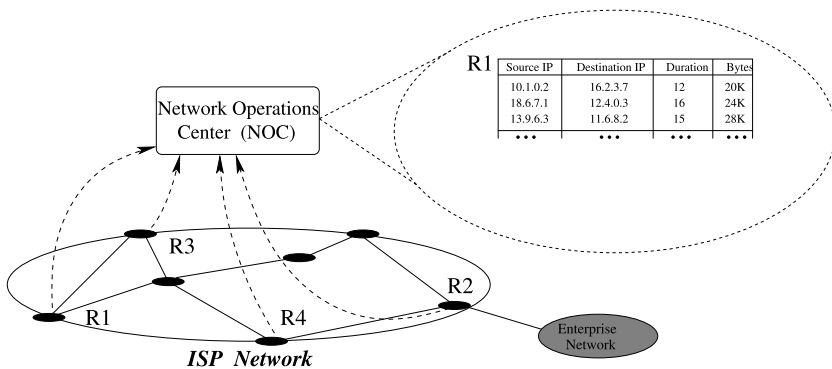 R1
Source IP Destination IP Duration Bytes
10.1.0.2 16.2.3.7 12 20K
18.6.7.1 12.4.0.3 16 24K
13.9.6.3 11.6.8.2 15 28K
••• ••• ••• •••
Network Operations
Center (NOC)
R3
R2
R1
R4
Enterprise
Network
ISP Network